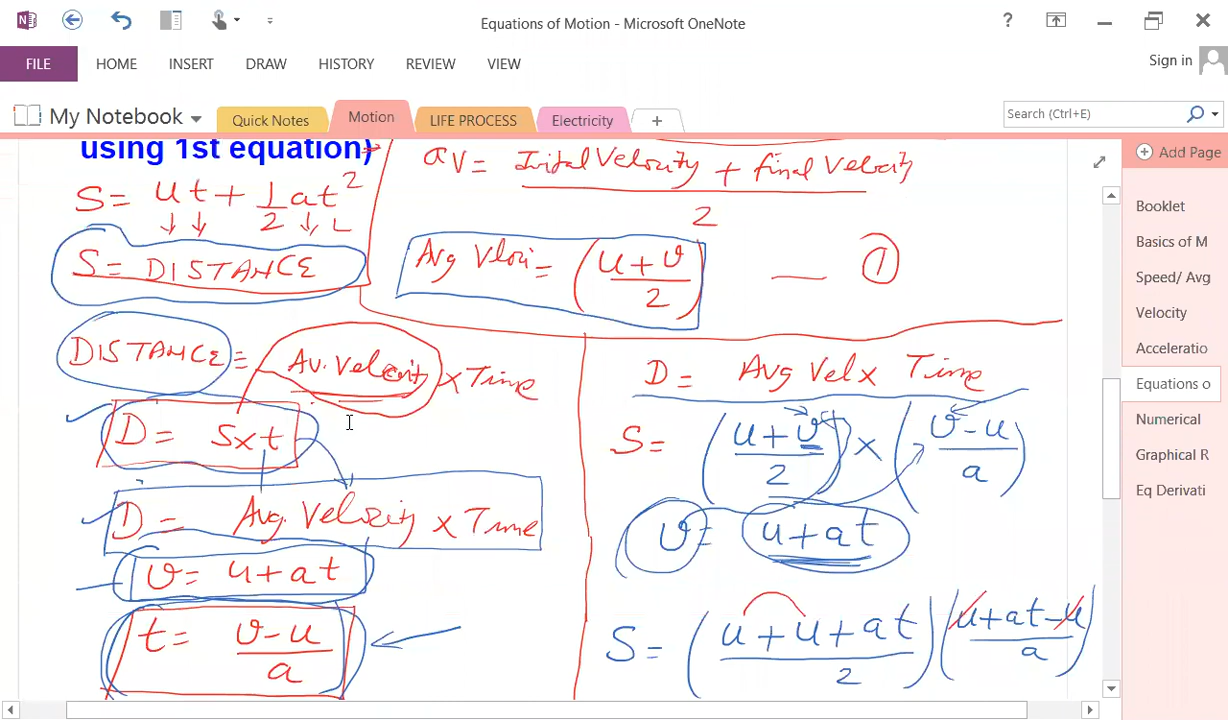 Equations of Motion - Microsoft OneNote
?
FILE HOME INSERT DRAW HISTORY REVIEW VIEW
Sign in
My Notebook
Quick Notes
Motion
LIFE PROCESS
Electricity
+
Search (Ctrl+E)
Add Page
Booklet
Basics of M
Speed/ Avg
Velocity
Acceleratio
Equations o
Numerical
Graphical R
Eq Derivati
using 1st equation)
S= ut + 1/2 at²
S= DISTANCE
aV= Initial Velocity + final Velocity / 2
Avg Vloci = (u+v / 2) — ①
DISTANCE = Av. Velocity x Time
D= S x t
D= Avg. Velocity x Time
v= u+at
t= v-u / a
D= Avg Vel x Time
S= (u+v / 2) x (v-u / a)
v= u+at
S= (u+u+at / 2) (u+at-u / a)